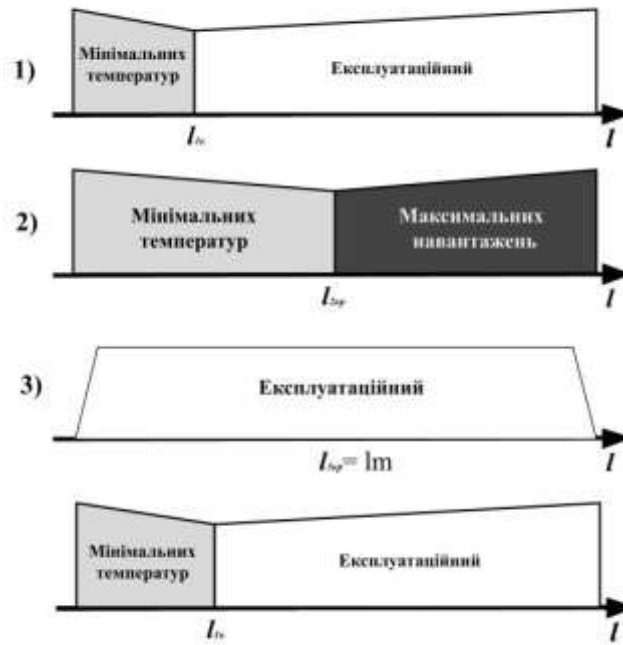 1)
Мінімальних
температур
Експлуатаційний
l
2)
Мінімальних
температур
Максимальних
навантажень
l
3)
Експлуатаційний
= lm
l
Мінімальних
температур
Експлуатаційний
l